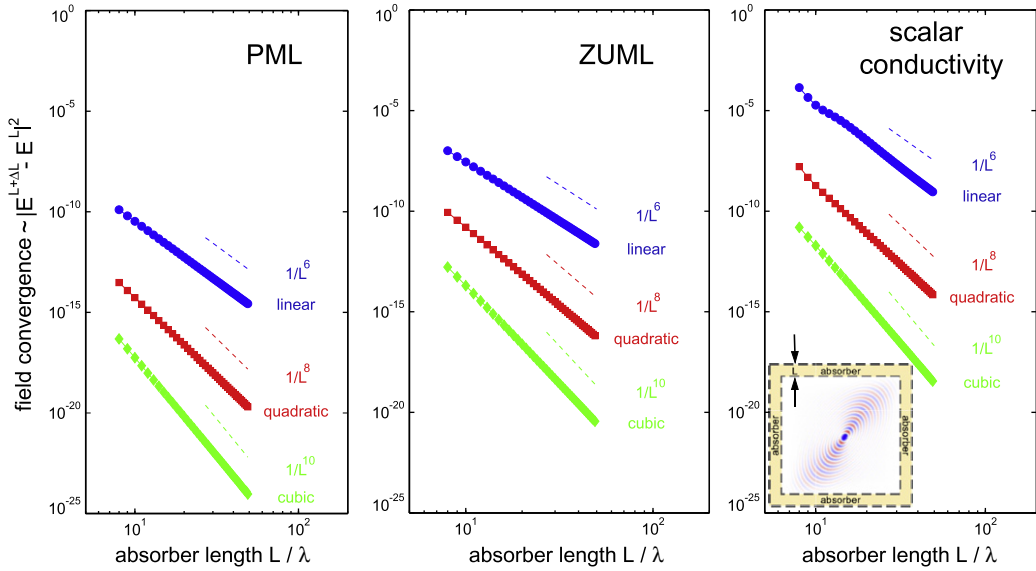 field convergence ~ |E^{L+ΔL} - E^{L}|^2
10^0
10^-5
10^-10
10^-15
10^-20
10^-25
PML
1/L^6
linear
1/L^8
quadratic
1/L^10
cubic
10^1
10^2
absorber length L / λ
10^0
10^-5
10^-10
10^-15
10^-20
10^-25
ZUML
1/L^6
linear
1/L^8
quadratic
1/L^10
cubic
10^1
10^2
absorber length L / λ
10^0
10^-5
10^-10
10^-15
10^-20
10^-25
scalar
conductivity
1/L^6
linear
1/L^8
quadratic
1/L^10
cubic
L
absorber
absorber
absorber
absorber
10^1
10^2
absorber length L / λ